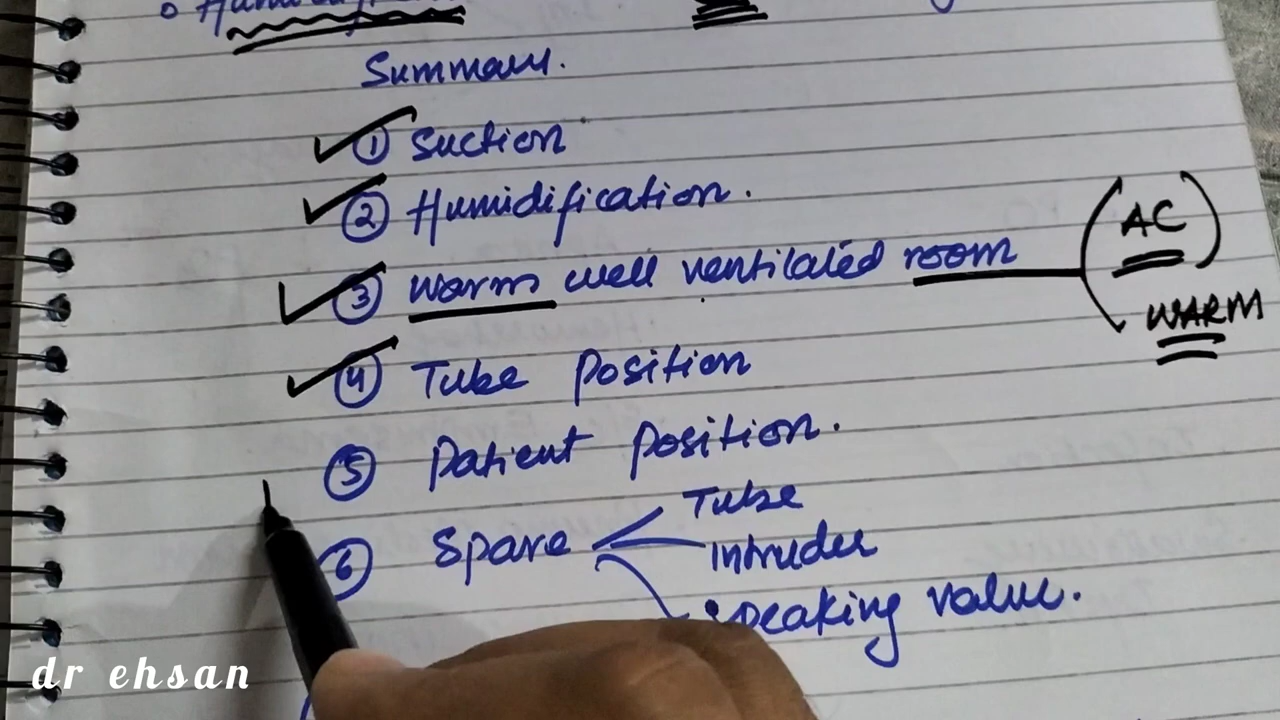 Summary.
① Suction
② Humidification.
③ warm well ventilated room (AC)
WARM
④ Tube position
⑤ Patient position.
⑥ Spare
Tube
intruder
speaking value.
dr ehsan